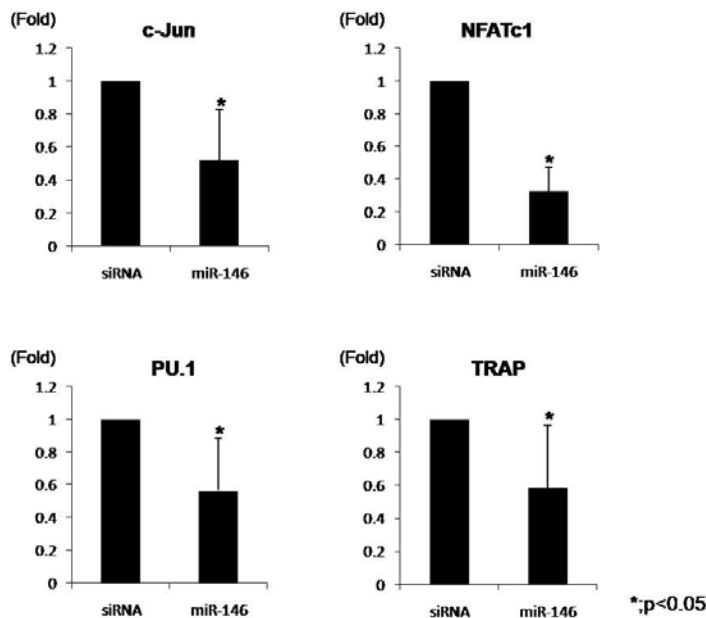 (Fold)
c-Jun
1.2
1
0.8
0.6
0.4
0.2
0
*
siRNA
miR-146
(Fold)
NFATc1
1.2
1
0.8
0.6
0.4
0.2
0
*
siRNA
miR-146
(Fold)
PU.1
1.2
1
0.8
0.6
0.4
0.2
0
*
siRNA
miR-146
(Fold)
TRAP
1.2
1
0.8
0.6
0.4
0.2
0
*
siRNA
miR-146
*;p<0.05